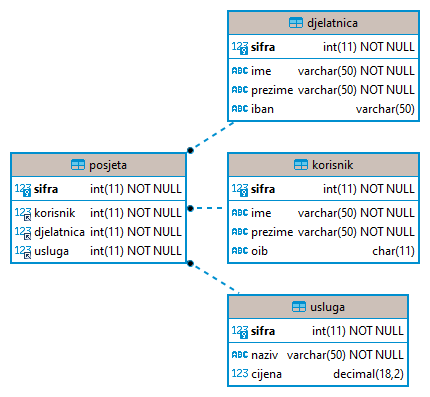 djelatnica
123 sifra int(11) NOT NULL
ABC ime varchar(50) NOT NULL
ABC prezime varchar(50) NOT NULL
ABC iban varchar(50)
posjeta
123 sifra int(11) NOT NULL
123 korisnik int(11) NOT NULL
123 djelatnica int(11) NOT NULL
123 usluga int(11) NOT NULL
korisnik
123 sifra int(11) NOT NULL
ABC ime varchar(50) NOT NULL
ABC prezime varchar(50) NOT NULL
ABC oib char(11)
usluga
123 sifra int(11) NOT NULL
ABC naziv varchar(50) NOT NULL
123 cijena decimal(18,2)